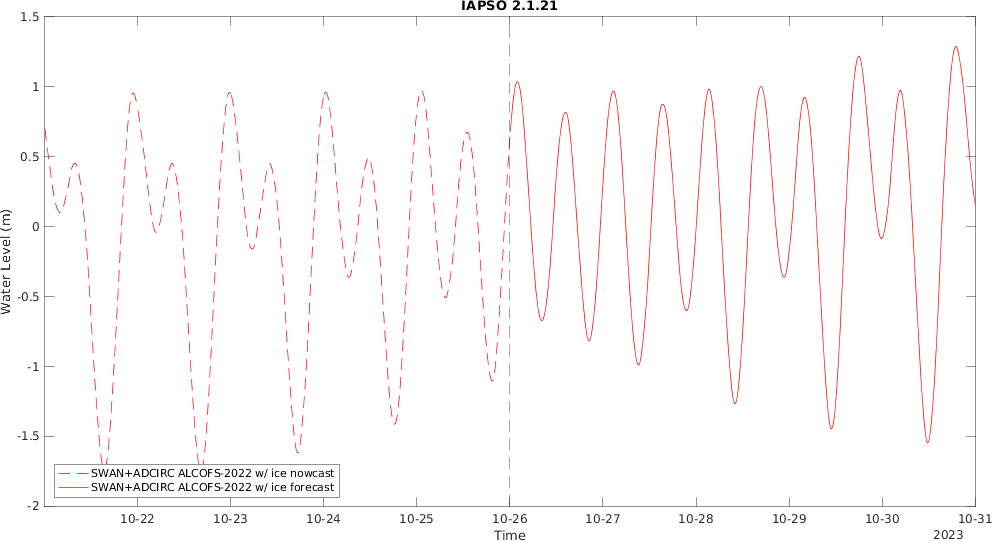 IAPSO 2.1.21
1.5
1
0.5
0
-0.5
-1
-1.5
-2
Water Level (m)
SWAN+ADCIRC ALCOFS-2022 w/ ice nowcast
SWAN+ADCIRC ALCOFS-2022 w/ ice forecast
10-22 10-23 10-24 10-25 10-26 10-27 10-28 10-29 10-30 10-31
Time
2023